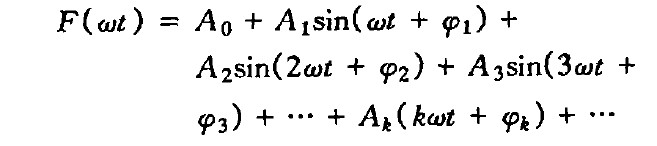 F(ωt) = A₀ + A₁sin(ωt + φ₁) +
A₂sin(2ωt + φ₂) + A₃sin(3ωt +
φ₃) + ··· + Aₖ(kωt + φₖ) + ···